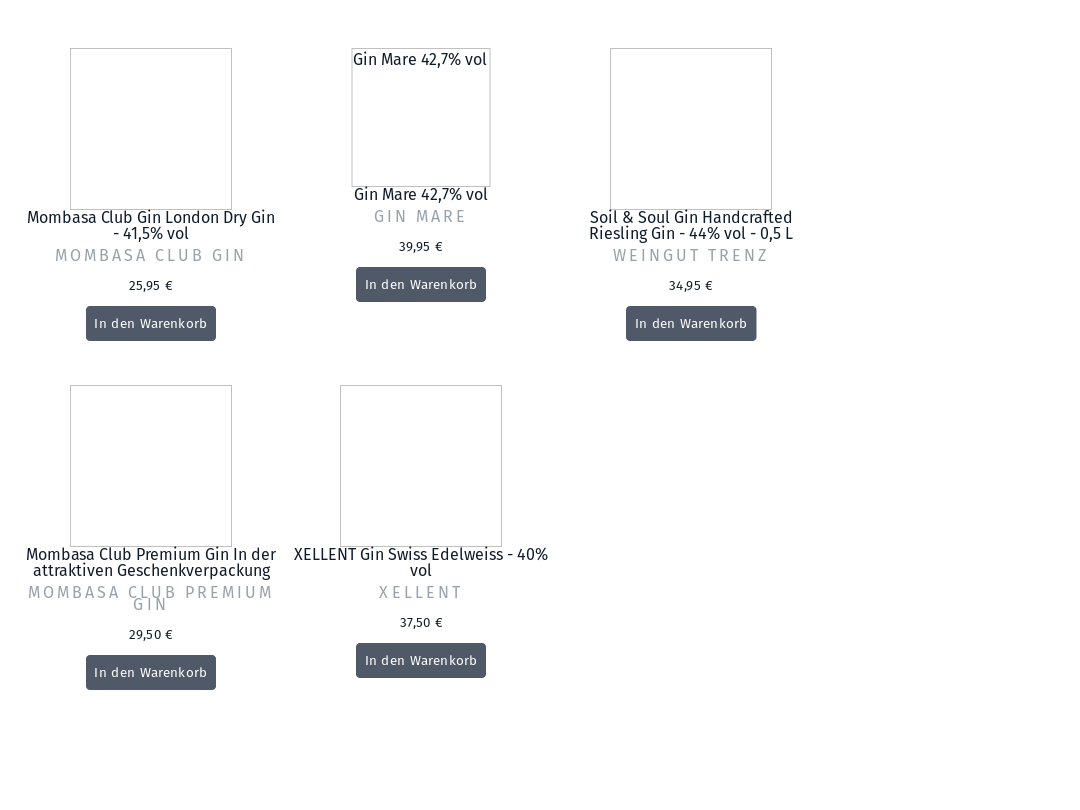 Mombasa Club Gin London Dry Gin
- 41,5% vol
MOMBASA CLUB GIN
25,95 €
In den Warenkorb
Gin Mare 42,7% vol
Gin Mare 42,7% vol
GIN MARE
39,95 €
In den Warenkorb
Soil & Soul Gin Handcrafted
Riesling Gin - 44% vol - 0,5 L
WEINGUT TRENZ
34,95 €
In den Warenkorb
Mombasa Club Premium Gin In der
attraktiven Geschenkverpackung
MOMBASA CLUB PREMIUM
GIN
29,50 €
In den Warenkorb
XELLENT Gin Swiss Edelweiss - 40%
vol
XELLENT
37,50 €
In den Warenkorb